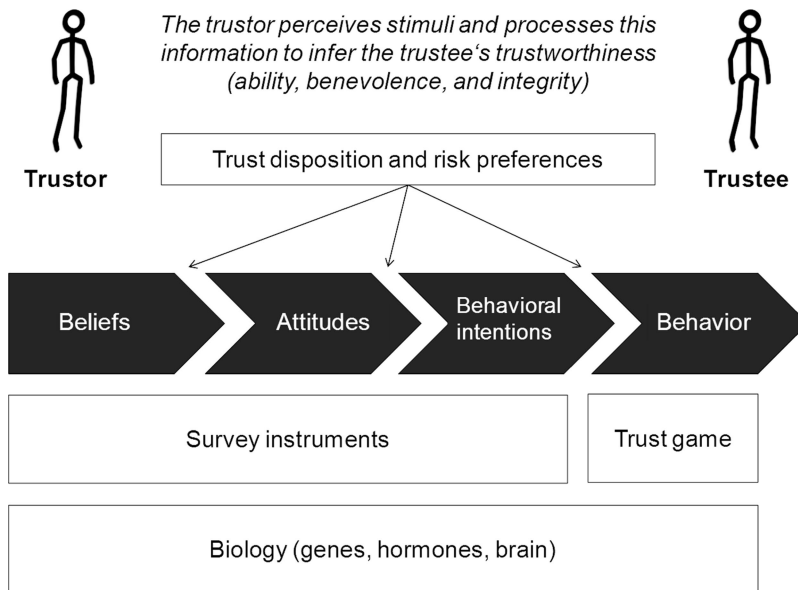 The trustor perceives stimuli and processes this
information to infer the trustee‘s trustworthiness
(ability, benevolence, and integrity)
Trustor
Trust disposition and risk preferences
Trustee
Beliefs
Attitudes
Behavioral
intentions
Behavior
Survey instruments
Trust game
Biology (genes, hormones, brain)